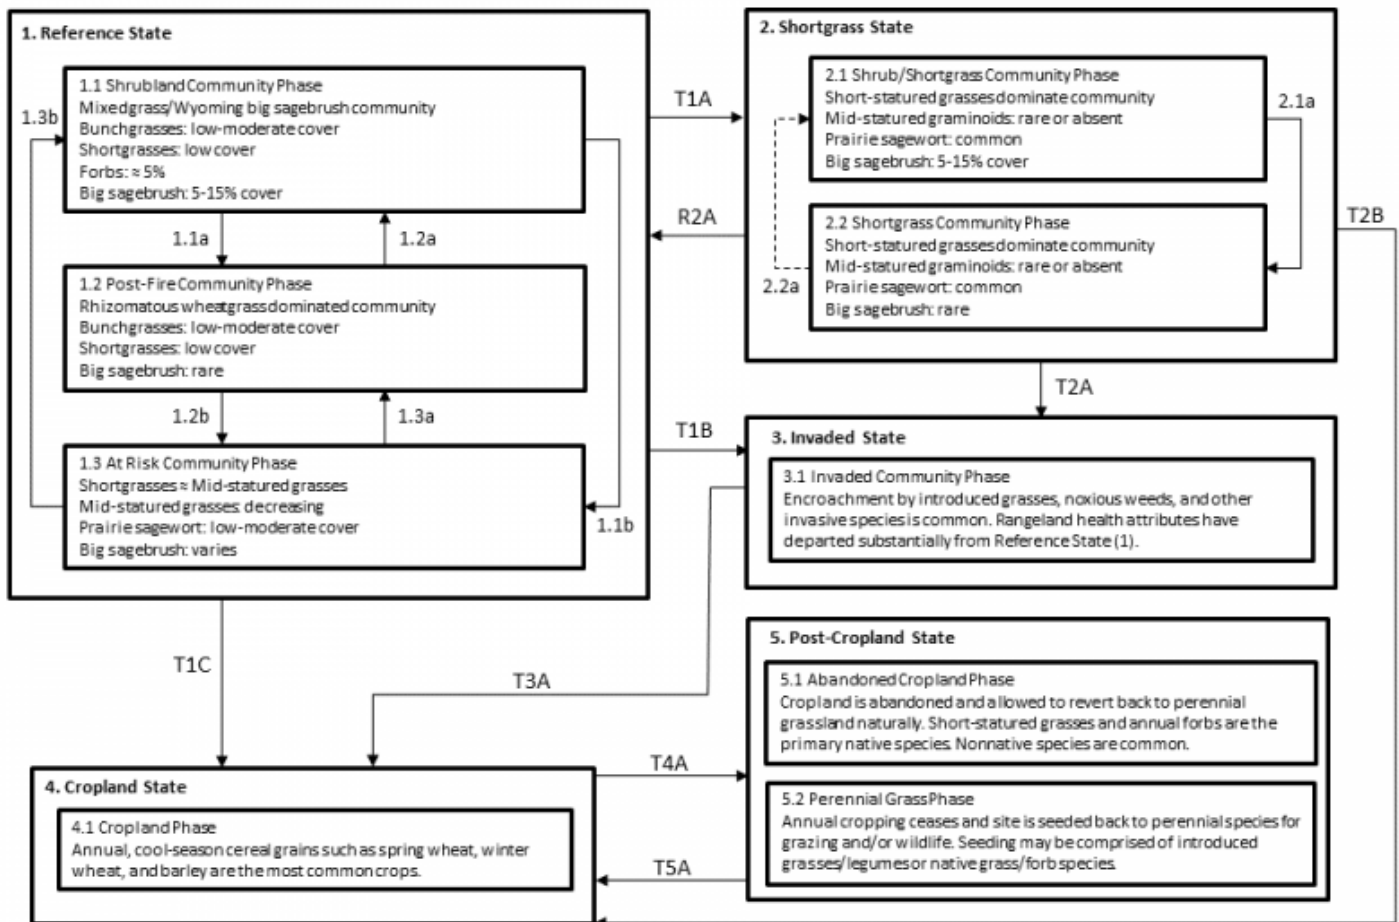 1. Reference State
1.1 Shrubland Community Phase
Mixedgrass/Wyoming big sagebrush community
Bunchgrasses: low-moderate cover
Shortgrasses: low cover
Forbs: ≈ 5%
Big sagebrush: 5-15% cover
1.3b
1.1a
1.2a
1.2 Post-Fire Community Phase
Rhizomatous wheatgrass dominated community
Bunchgrasses: low-moderate cover
Shortgrasses: low cover
Big sagebrush: rare
1.2b
1.3a
1.3 At Risk Community Phase
Shortgrasses ≈ Mid-statured grasses
Mid-statured grasses: decreasing
Prairie sagewort: low-moderate cover
Big sagebrush: varies
1.1b
T1A
R2A
T1B
2. Shortgrass State
2.1 Shrub/Shortgrass Community Phase
Short-statured grasses dominate community
Mid-statured graminoids: rare or absent
Prairie sagewort: common
Big sagebrush: 5-15% cover
2.1a
2.2 Shortgrass Community Phase
Short-statured grasses dominate community
Mid-statured graminoids: rare or absent
Prairie sagewort: common
Big sagebrush: rare
2.2a
T2B
T2A
3. Invaded State
3.1 Invaded Community Phase
Encroachment by introduced grasses, noxious weeds, and other
invasive species is common. Rangeland health attributes have
departed substantially from Reference State (1).
T1C
T3A
5. Post-Cropland State
5.1 Abandoned Cropland Phase
Cropland is abandoned and allowed to revert back to perennial
grassland naturally. Short-statured grasses and annual forbs are the
primary native species. Nonnative species are common.
5.2 Perennial Grass Phase
Annual cropping ceases and site is seeded back to perennial species for
grazing and/or wildlife. Seeding may be comprised of introduced
grasses/legumes or native grass/forb species.
T4A
T5A
4. Cropland State
4.1 Cropland Phase
Annual, cool-season cereal grains such as spring wheat, winter
wheat, and barley are the most common crops.